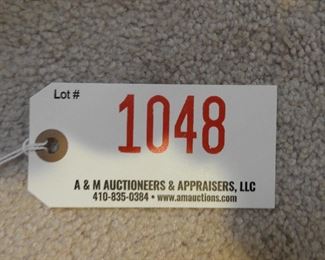 Lot #
1048
A & M AUCTIONEERS & APPRAISERS, LLC
410-835-0384 • www.amauctions.com